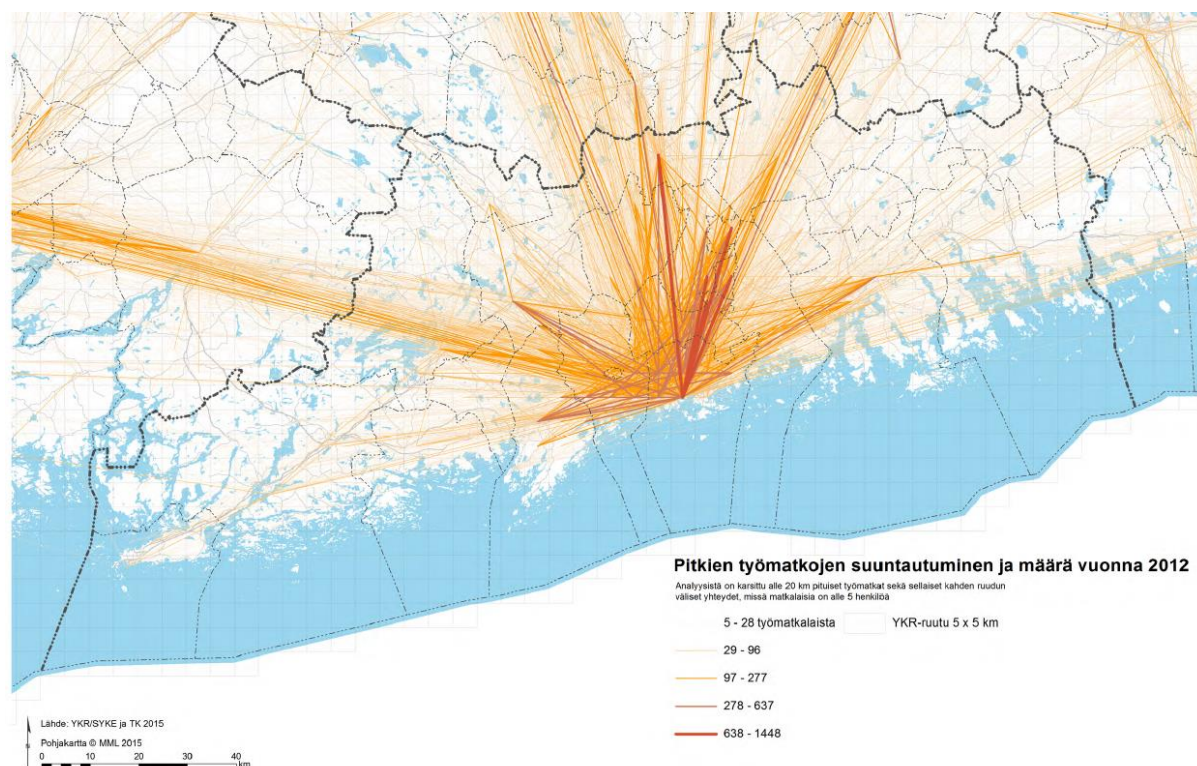 Pitkien työmatkojen suuntautuminen ja määrä vuonna 2012
Analyysistä on karsittu alle 20 km pituiset työmatkat sekä sellaiset kahden ruudun
väliset yhteydet, missä matkalaisia on alle 5 henkilöä
5 - 28 työmatkalaista
YKR-ruutu 5 x 5 km
29 - 96
97 - 277
278 - 637
638 - 1448
Lähde: YKR/SYKE ja TK 2015
Pohjakartta © MML 2015
N
0 10 20 30 40
km